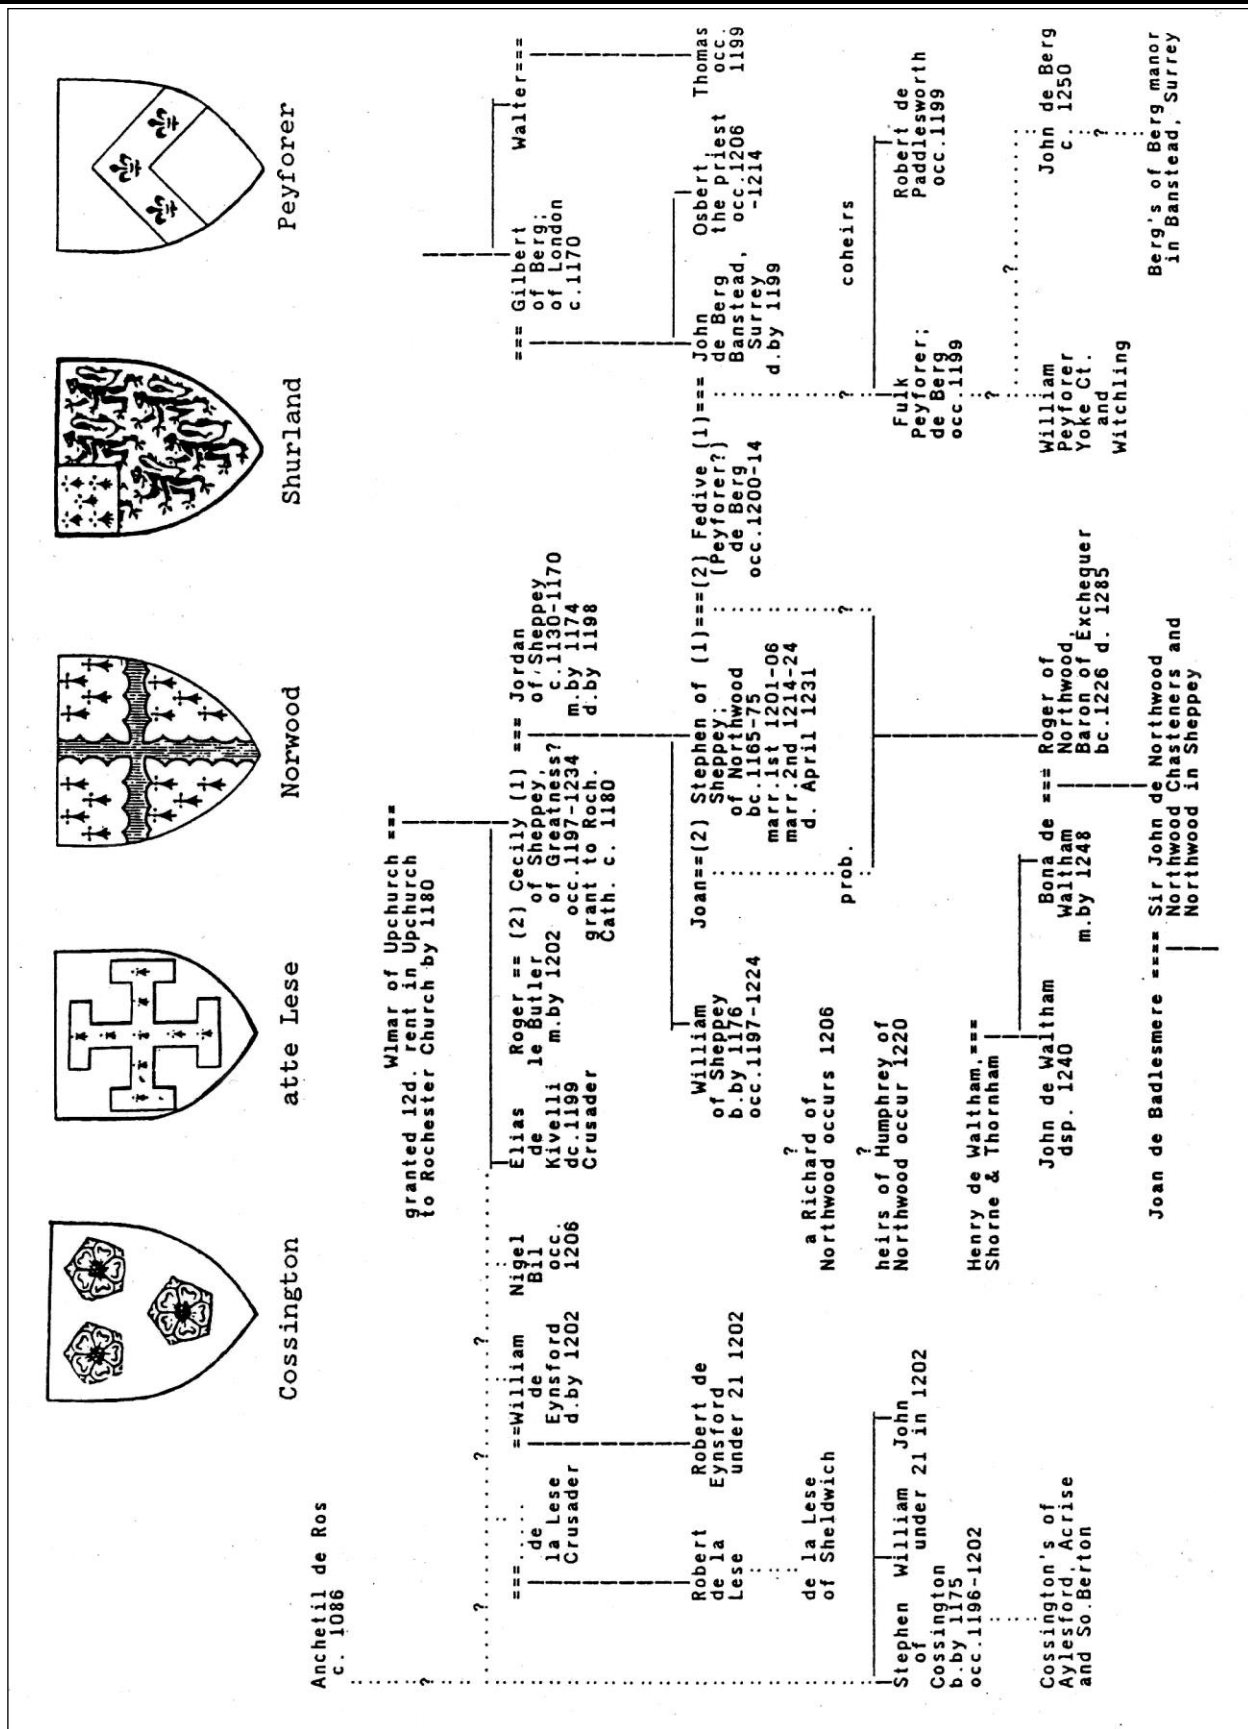 Cossington
atte Lese
Norwood
Shurland
Peyforer
Anchetil de Ros
c. 1086
Wlmar of Upchurch ===
granted 12d. rent in Upchurch
to Rochester Church by 1180
===.....
de
la Lese
Crusader
==William
de
Eynsford
d.by 1202
Nigel
Bil
occ.
1206
Elias
de
Kivelli
dc.1199
Crusader
Roger == (2) Cecily (1) === Jordan
le Butler of Sheppey, of Sheppey
m.by 1202 of Greatness? c.1130-1170
occ.1197-1234 m.by 1174
grant to Roch. d.by 1198
Cath. c. 1180
=== Gilbert
of Berg;
of London
c.1170
Walter===
Robert
de la
Lese
Robert de
Eynsford
under 21 1202
William
of Sheppey
b.by 1176
occ.1197-1224
Joan==(2) Stephen of (1)===(2) Fedive (1)=== John
Sheppey; (Peyforer?) de Berg
of Northwood de Berg Banstead,
bc.1165-75 occ.1200-14 Surrey
marr.1st 1201-06 d.by 1199
marr.2nd 1214-24
d. April 1231
Osbert
the priest
occ.1206
-1214
Thomas
occ.
1199
de la Lese
of Sheldwich
?
a Richard of
Northwood occurs 1206
?
heirs of Humphrey of
Northwood occur 1220
prob.
?
?
coheirs
Stephen William John
of under 21 in 1202
Cossington
b.by 1175
occ.1196-1202
Fulk
Peyforer;
de Berg
occ.1199
Robert de
Paddlesworth
occ.1199
Henry de Waltham,===
Shorne & Thornham
?
?
Cossington's of
Aylesford, Acrise
and So.Berton
John de Waltham
dsp. 1240
Bona de === Roger of
Waltham Northwood,
m.by 1248 Baron of Exchequer
bc.1226 d. 1285
William
Peyforer
Yoke Ct.
and
Witchling
John de Berg
c. 1250
?
Joan de Badlesmere ==== Sir John de Northwood
Northwood Chasteners and
Northwood in Sheppey
Berg's of Berg manor
in Banstead, Surrey